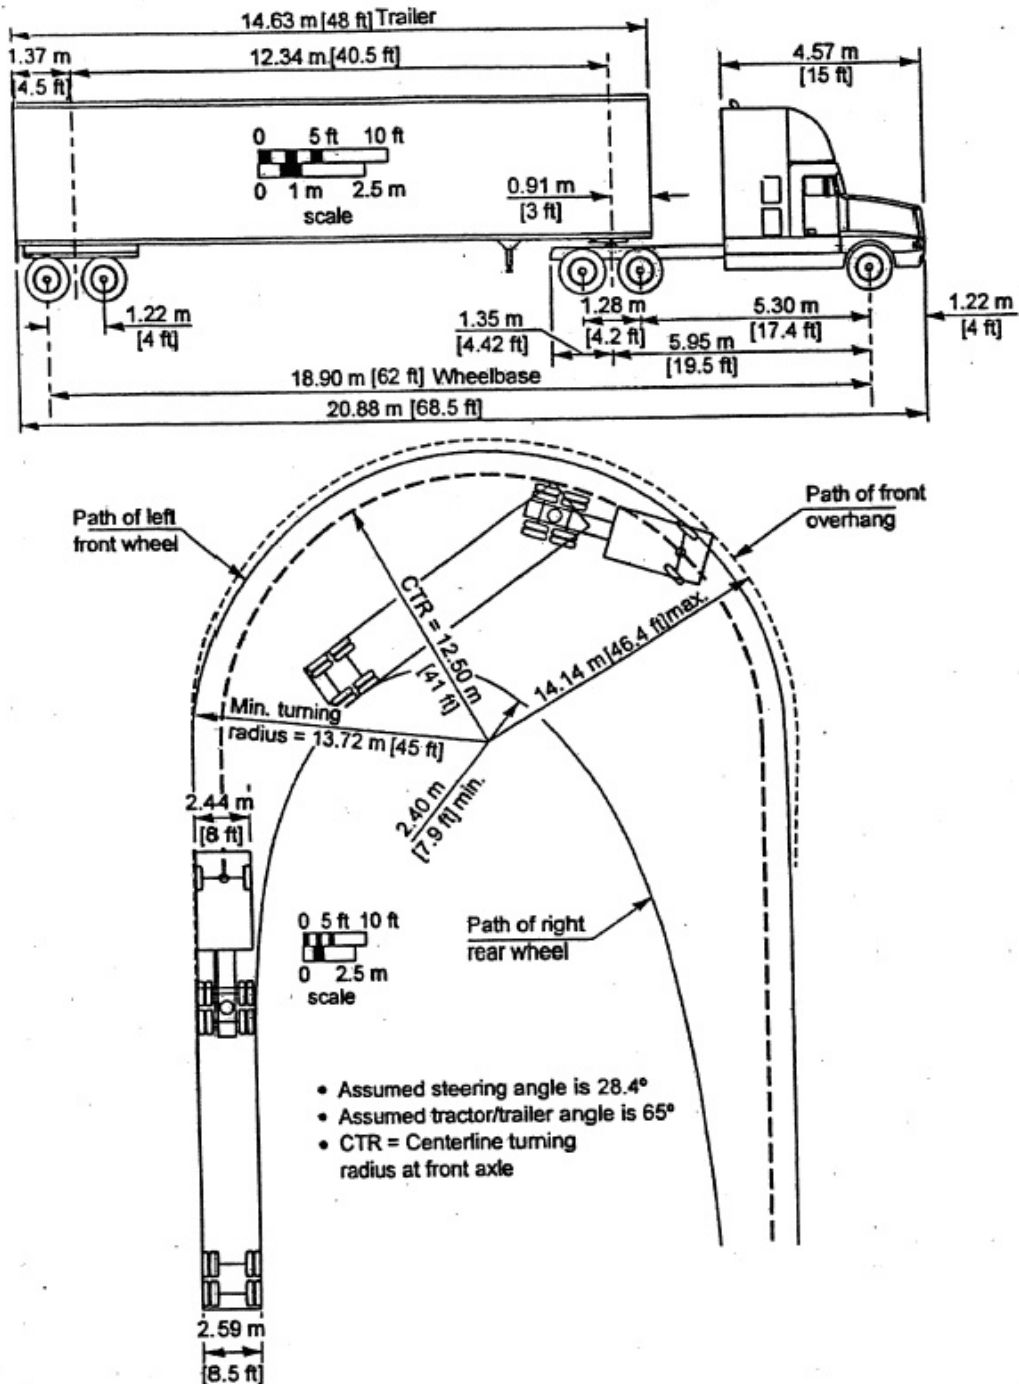 14.63 m [48 ft] Trailer
1.37 m
[4.5 ft]
12.34 m [40.5 ft]
4.57 m
[15 ft]
0 5 ft 10 ft
0 1 m 2.5 m
scale
0.91 m
[3 ft]
1.22 m
[4 ft]
1.35 m
[4.42 ft]
1.28 m
[4.2 ft]
5.30 m
[17.4 ft]
5.95 m
[19.5 ft]
1.22 m
[4 ft]
18.90 m [62 ft] Wheelbase
20.88 m [68.5 ft]
Path of left
front wheel
Path of front
overhang
CTR = 12.50 m
[41 ft]
14.14 m [46.4 ft] max.
Min. turning
radius = 13.72 m [45 ft]
2.40 m
[7.9 ft] min.
2.44 m
[8 ft]
0 5 ft 10 ft
0 2.5 m
scale
Path of right
rear wheel
• Assumed steering angle is 28.4°
• Assumed tractor/trailer angle is 65°
• CTR = Centerline turning
radius at front axle
2.59 m
[8.5 ft]